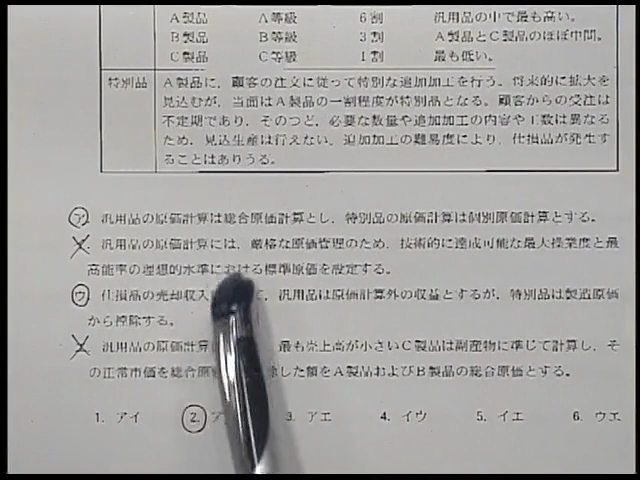 A製品 A等級 6割 汎用品の中で最も高い。
B製品 B等級 3割 A製品とC製品のほぼ中間。
C製品 C等級 1割 最も低い。
特別品 A製品に、顧客の注文に従って特別な追加加工を行う。将来的に拡大を
見込むが、当面はA製品の一割程度が特別品となる。顧客からの受注は
不定期であり、そのつど、必要な数量や追加加工の内容や工数は異なる
ため、見込生産は行えない。追加加工の難易度により、仕損品が発生す
ることはありうる。
ア 汎用品の原価計算は総合原価計算とし、特別品の原価計算は個別原価計算とする。
汎用品の原価計算には、厳格な原価管理のため、技術的に達成可能な最大操業度と最
高能率の理想的水準における標準原価を設定する。
ウ 仕損品の売却収入 て、汎用品は原価計算外の収益とするが、特別品は製造原価
から控除する。
汎用品の原価計算 最も売上高が小さいC製品は副産物に準じて計算し、そ
の正常市価を総合原 除した額をA製品およびB製品の総合原価とする。
1. アイ 2. ア 3. アエ 4. イウ 5. イエ 6. ウエ